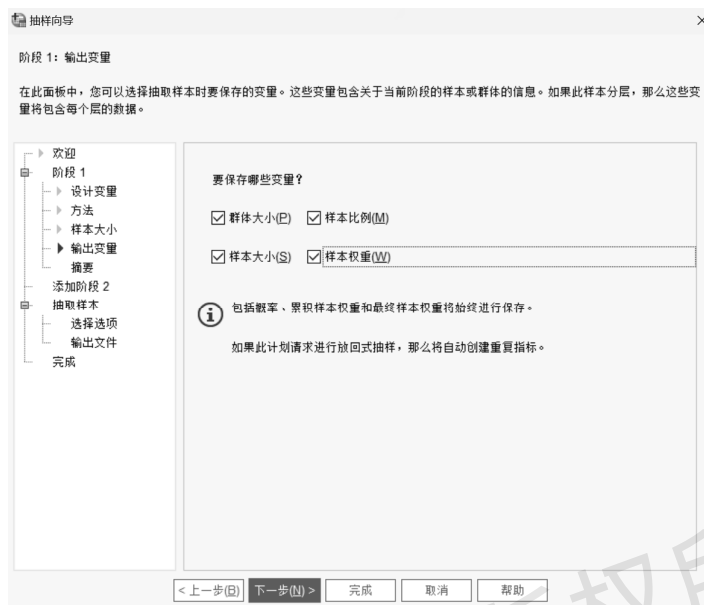 抽样向导
阶段 1：输出变量
在此面板中，您可以选择抽取样本时要保存的变量。这些变量包含关于当前阶段的样本或群体的信息。如果此样本分层，那么这些变
量将包含每个层的数据。
欢迎
阶段 1
设计变量
方法
样本大小
输出变量
摘要
添加阶段 2
抽取样本
选择选项
输出文件
完成
要保存哪些变量？
群体大小(P) 样本比例(M)
样本大小(S) 样本权重(W)
包括概率、累积样本权重和最终样本权重将始终进行保存。
如果此计划请求进行放回式抽样，那么将自动创建重复指标。
< 上一步(B) 下一步(N) > 完成 取消 帮助